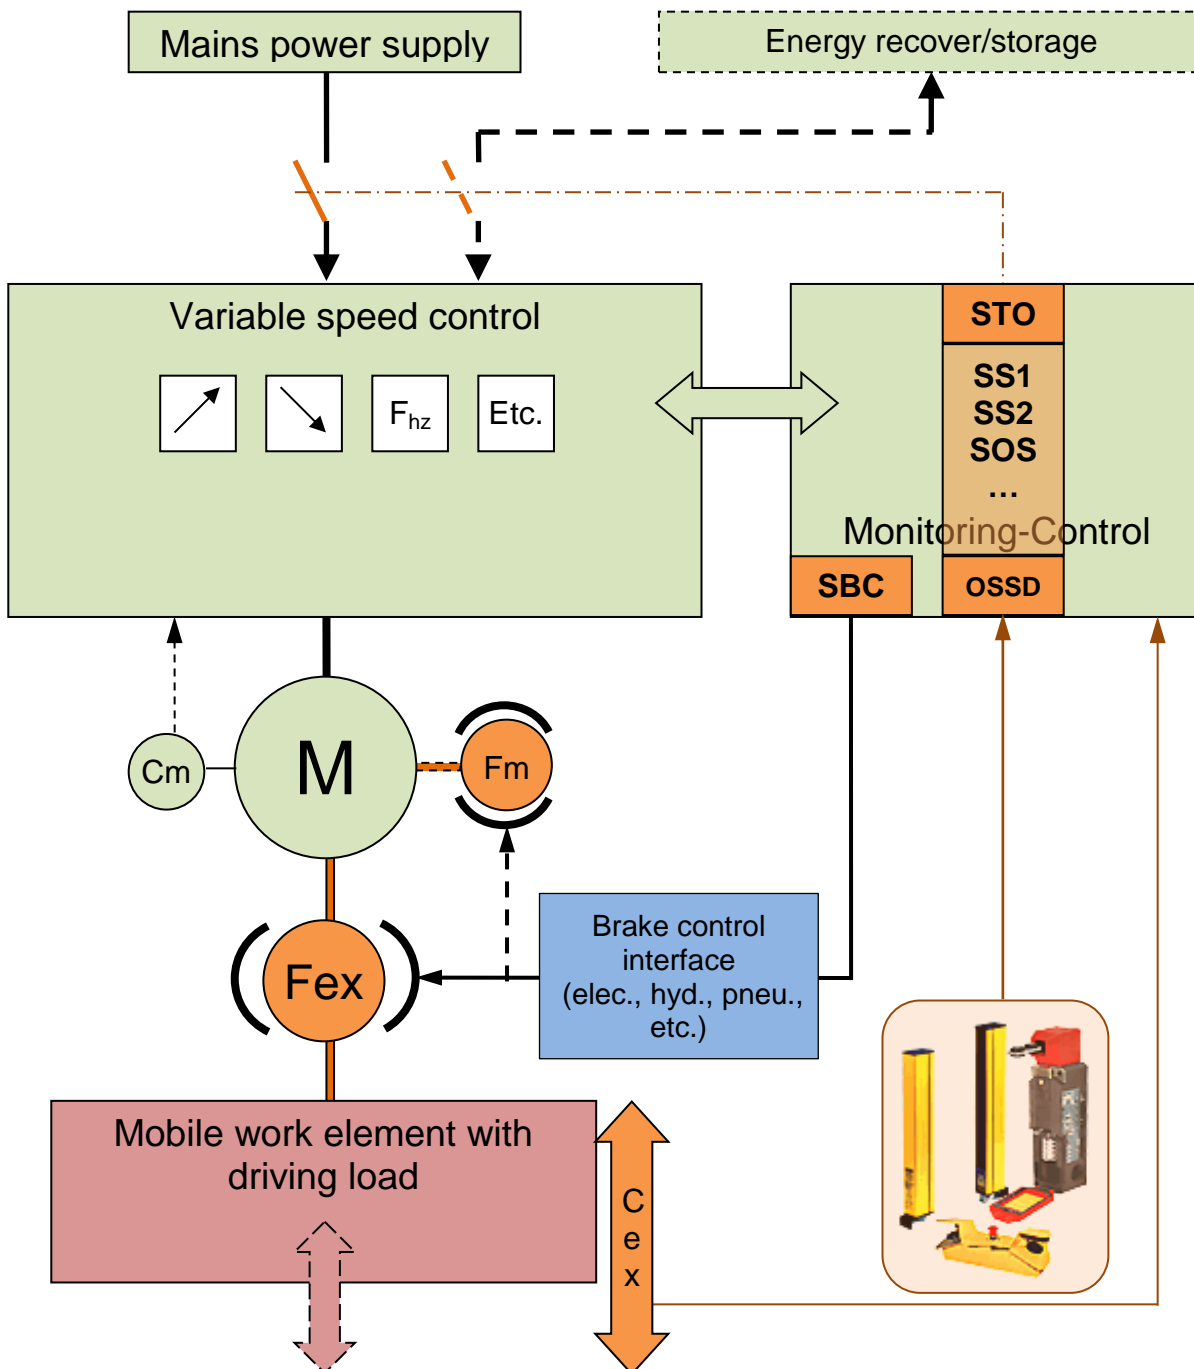 Mains power supply
Energy recover/storage
Variable speed control
F_hz
Etc.
STO
SS1
SS2
SOS
...
Monitoring-Control
SBC
OSSD
Cm
M
Fm
Fex
Brake control
interface
(elec., hyd., pneu.,
etc.)
Mobile work element with
driving load
C
e
x